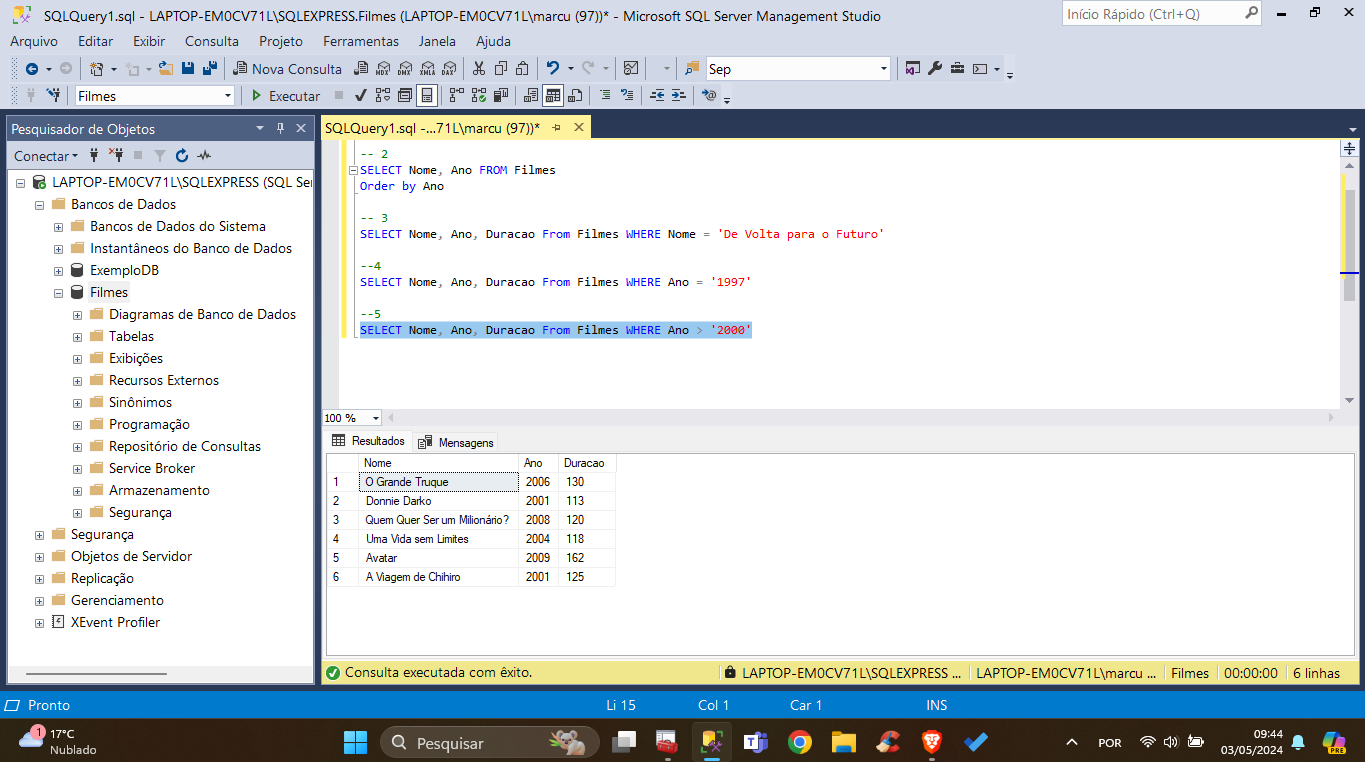 SQLQuery1.sql - LAPTOP-EM0CV71L\SQLEXPRESS.Filmes (LAPTOP-EM0CV71L\marcu (97))* - Microsoft SQL Server Management Studio
Início Rápido (Ctrl+Q)
Arquivo Editar Exibir Consulta Projeto Ferramentas Janela Ajuda
Nova Consulta MDX DMX XMLA DAX Sep
Filmes Executar
Pesquisador de Objetos
SQLQuery1.sql -...71L\marcu (97))*
Conectar
LAPTOP-EM0CV71L\SQLEXPRESS (SQL Ser
Bancos de Dados
Bancos de Dados do Sistema
Instantâneos do Banco de Dados
ExemploDB
Filmes
Diagramas de Banco de Dados
Tabelas
Exibições
Recursos Externos
Sinônimos
Programação
Repositório de Consultas
Service Broker
Armazenamento
Segurança
Segurança
Objetos de Servidor
Replicação
Gerenciamento
XEvent Profiler
-- 2
SELECT Nome, Ano FROM Filmes
Order by Ano
-- 3
SELECT Nome, Ano, Duracao From Filmes WHERE Nome = 'De Volta para o Futuro'
--4
SELECT Nome, Ano, Duracao From Filmes WHERE Ano = '1997'
--5
SELECT Nome, Ano, Duracao From Filmes WHERE Ano > '2000'
100 %
Resultados Mensagens
Nome Ano Duracao
1 O Grande Truque 2006 130
2 Donnie Darko 2001 113
3 Quem Quer Ser um Milionário? 2008 120
4 Uma Vida sem Limites 2004 118
5 Avatar 2009 162
6 A Viagem de Chihiro 2001 125
Consulta executada com êxito. LAPTOP-EM0CV71L\SQLEXPRESS ... LAPTOP-EM0CV71L\marcu ... Filmes 00:00:00 6 linhas
Pronto Li 15 Col 1 Car 1 INS
1 17°C
Nublado
Pesquisar
POR
09:44
03/05/2024
PRE